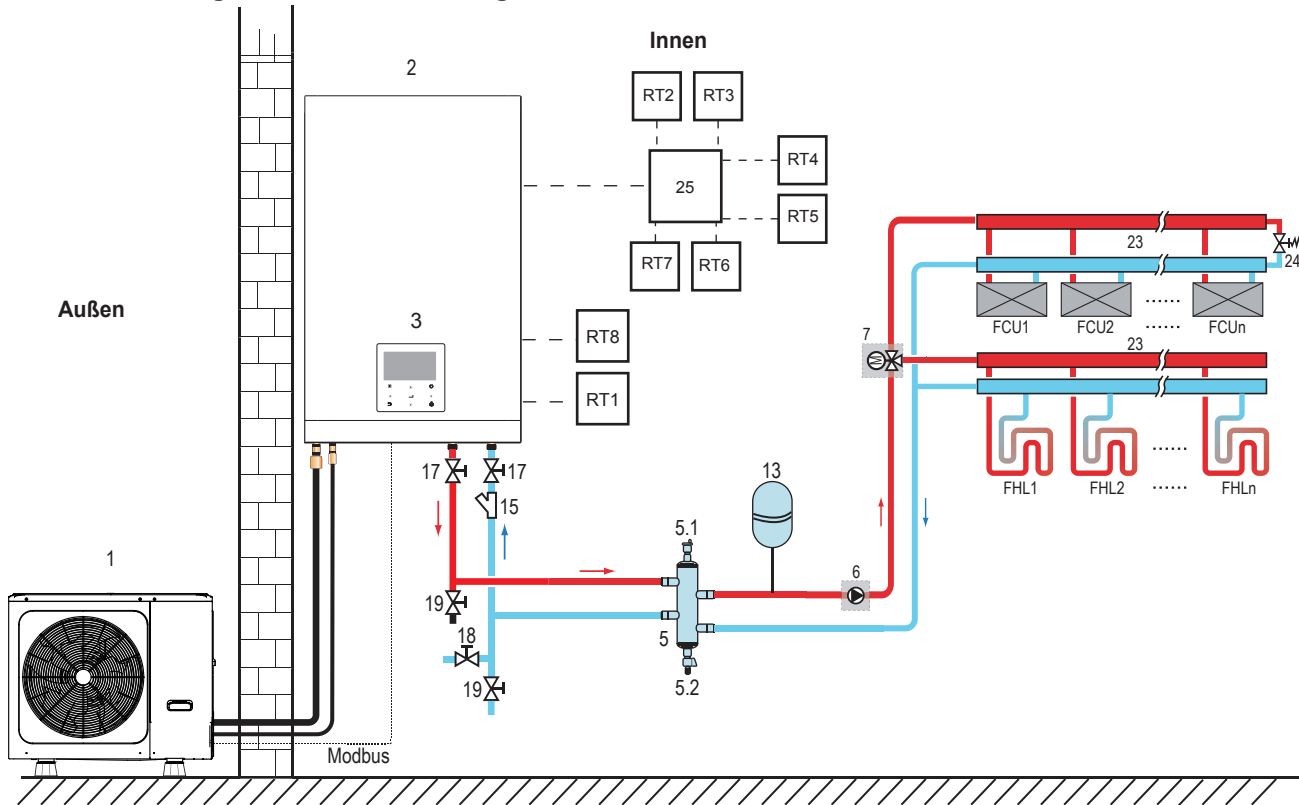 Innen
2
RT2
RT3
RT4
25
RT5
RT7
RT6
23
24
FCU1
FCU2
......
......
FCUn
Außen
3
RT8
RT1
7
23
FHL1
FHL2
......
......
FHLn
17
17
15
13
5.1
6
1
19
18
5
19
5.2
Modbus